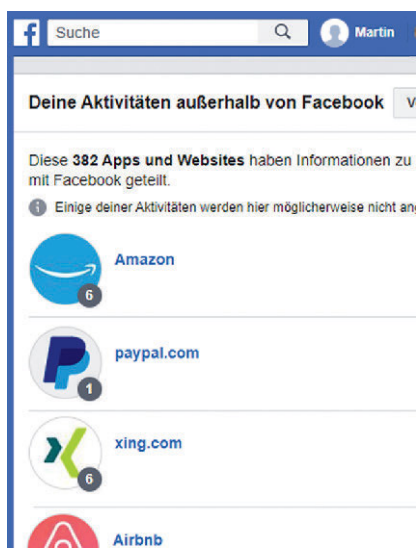 f Suche Martin
Deine Aktivitäten außerhalb von Facebook
Diese 382 Apps und Websites haben Informationen zu
mit Facebook geteilt.
i Einige deiner Aktivitäten werden hier möglicherweise nicht
Amazon
6
paypal.com
P
1
xing.com
6
Airbnb